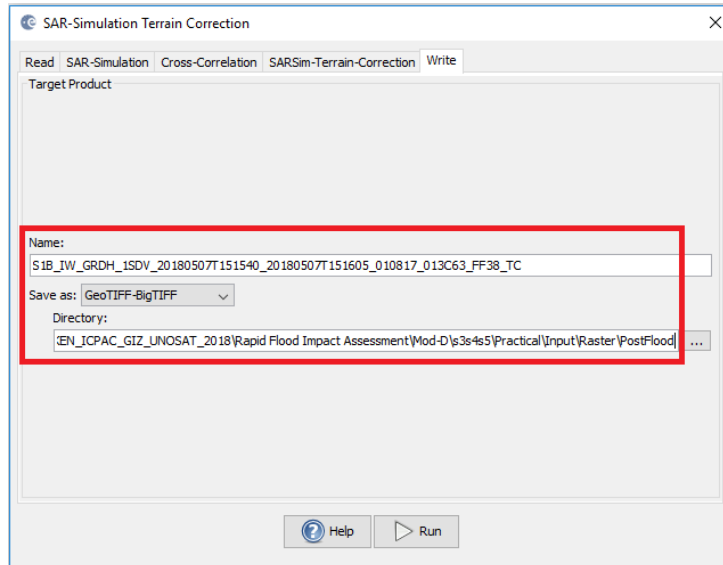 SAR-Simulation Terrain Correction
Read SAR-Simulation Cross-Correlation SARSim-Terrain-Correction Write
Target Product
Name:
S1B_IW_GRDH_1SDV_20180507T151540_20180507T151605_010817_013C63_FF38_TC
Save as: GeoTIFF-BigTIFF
Directory:
EN_ICPAC_GIZ_UNOSAT_2018\Rapid Flood Impact Assessment\Mod-D\s3s4s5\Practical\Input\Raster\PostFlood ...
Help Run